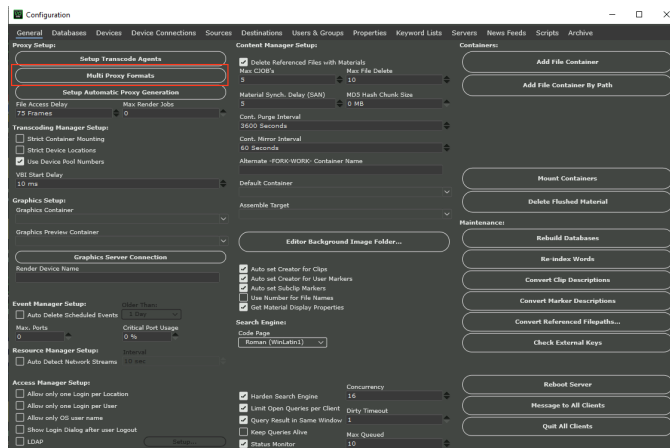 Configuration
General Databases Devices Device Connections Sources Destinations Users & Groups Properties Keyword Lists Servers News Feeds Scripts Archive
Proxy Setup:
Setup Transcode Agents
Multi Proxy Formats
Setup Automatic Proxy Generation
File Access Delay Max Render Jobs
75 Frames 0
Transcoding Manager Setup:
Strict Container Mounting
Strict Device Locations
Use Device Pool Numbers
VBI Start Delay
10 ms
Graphics Setup:
Graphics Container
Graphics Preview Container
Graphics Server Connection
Render Device Name
Event Manager Setup: Older Than:
Auto Delete Scheduled Events 1 Day
Max. Ports Critical Port Usage
0 0 %
Resource Manager Setup: Interval
Auto Detect Network Streams 10 sec
Access Manager Setup:
Allow only one Login per Location
Allow only one Login per User
Allow only OS user name
Show Login Dialog after user Logout
LDAP Setup...
Content Manager Setup:
Delete Referenced Files with Materials
Max CJOB's Max File Delete
5 10
Material Synch. Delay (SAN) MD5 Hash Chunk Size
5 0 MB
Cont. Purge Interval
3600 Seconds
Cont. Mirror Interval
60 Seconds
Alternate -FORK-WORK- Container Name
Default Container
Assemble Target
Editor Background Image Folder...
Auto set Creator for Clips
Auto set Creator for User Markers
Auto set Subclip Markers
Use Number for File Names
Get Material Display Properties
Search Engine:
Code Page
Roman (WinLatin1)
Concurrency
Harden Search Engine 16
Limit Open Queries per Client Dirty Timeout
Query Result in Same Window 1
Keep Queries Alive Max Queued
Status Monitor 10
Containers:
Add File Container
Add File Container By Path
Mount Containers
Delete Flushed Material
Maintenance:
Rebuild Databases
Re-index Words
Convert Clip Descriptions
Convert Marker Descriptions
Convert Referenced Filepaths...
Check External Keys
Reboot Server
Message to All Clients
Quit All Clients